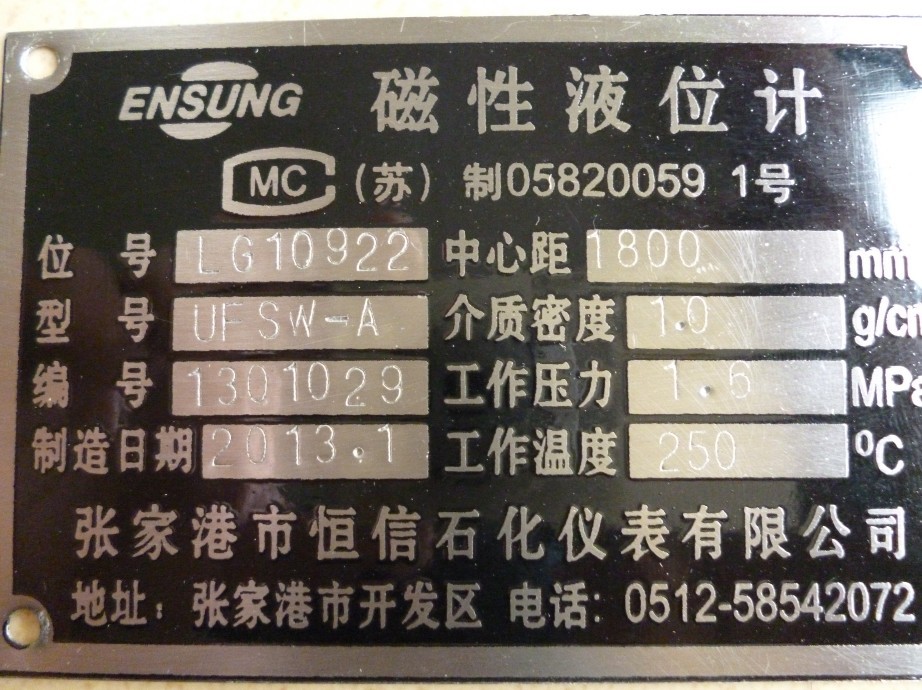 ENSUNG 磁性液位计
MC (苏) 制05820059 1号
位号 LG10922 中心距 1800 mm
型号 UFSW-A 介质密度 1.0 g/cm
编号 1301029 工作压力 1.6 MPa
制造日期 2013.1 工作温度 250 ºC
张家港市恒信石化仪表有限公司
地址: 张家港市开发区 电话: 0512-58542072